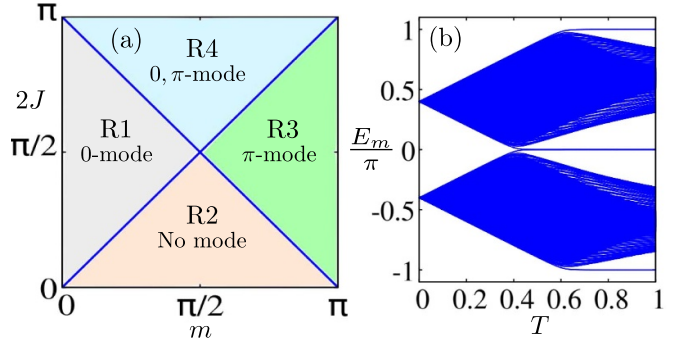 π (a) R4
0, π-mode
2J
R1
0-mode
R3
π-mode
π/2
R2
No mode
0
0 π/2 π
m
1 (b)
0.5
E_m/π
0
-0.5
-1
0 0.2 0.4 0.6 0.8 1
T